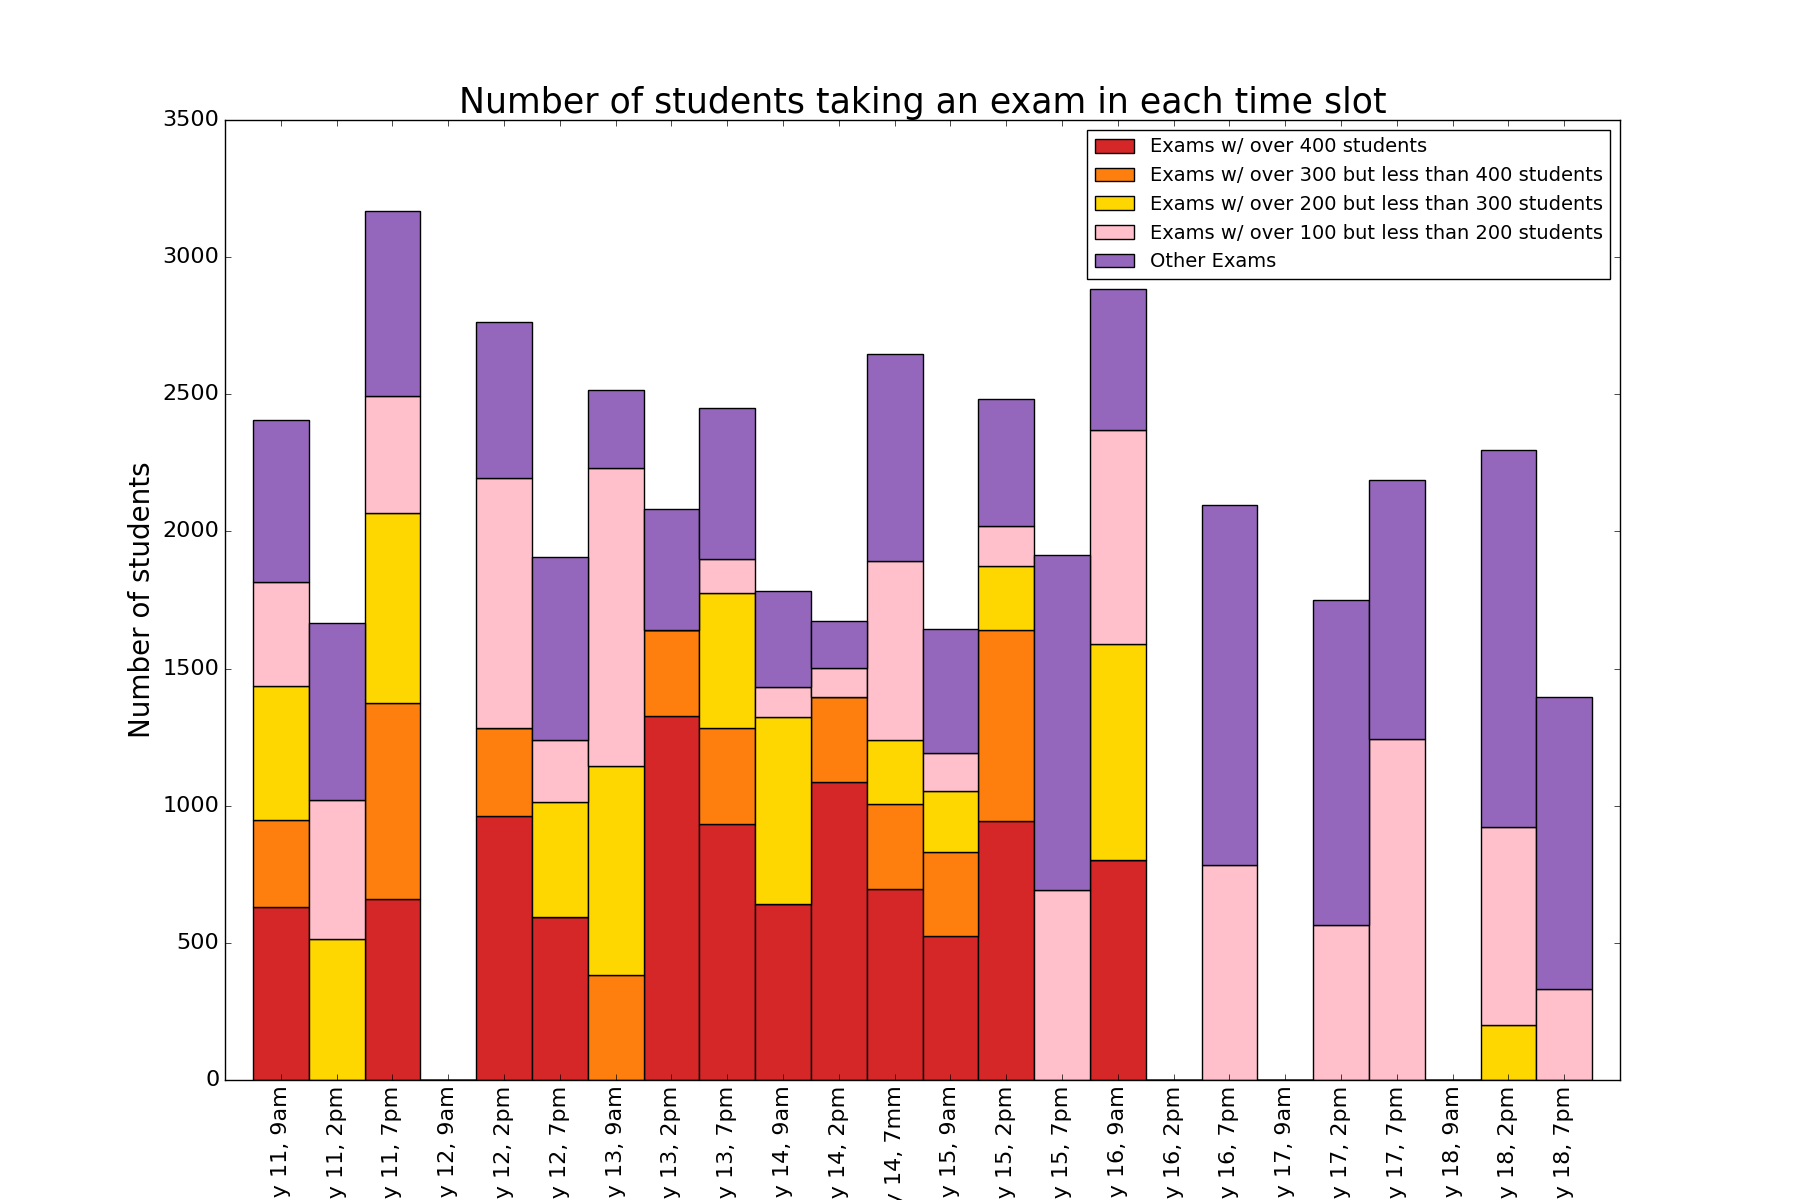 Number of students taking an exam in each time slot
Exams w/ over 400 students
Exams w/ over 300 but less than 400 students
Exams w/ over 200 but less than 300 students
Exams w/ over 100 but less than 200 students
Other Exams
Number of students
3500
3000
2500
2000
1500
1000
500
0
y 11, 9am
y 11, 2pm
y 11, 7pm
y 12, 9am
y 12, 2pm
y 12, 7pm
y 13, 9am
y 13, 2pm
y 13, 7pm
y 14, 9am
y 14, 2pm
y 14, 7mm
y 15, 9am
y 15, 2pm
y 15, 7pm
y 16, 9am
y 16, 2pm
y 16, 7pm
y 17, 9am
y 17, 2pm
y 17, 7pm
y 18, 9am
y 18, 2pm
y 18, 7pm